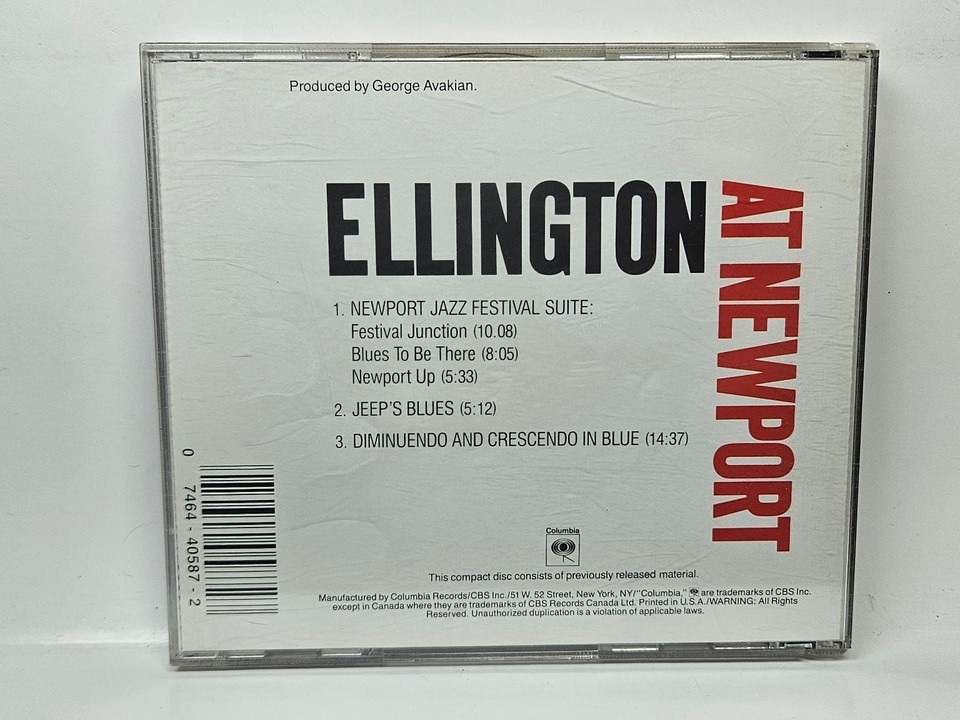 Produced by George Avakian.
ELLINGTON
AT NEWPORT
1. NEWPORT JAZZ FESTIVAL SUITE:
Festival Junction (10.08)
Blues To Be There (8:05)
Newport Up (5:33)
2. JEEP'S BLUES (5:12)
3. DIMINUENDO AND CRESCENDO IN BLUE (14:37)
0 7464-40587-2
Columbia
This compact disc consists of previously released material.
Manufactured by Columbia Records/CBS Inc./51 W. 52 Street, New York, NY/"Columbia," are trademarks of CBS Inc.
except in Canada where they are trademarks of CBS Records Canada Ltd. Printed in U.S.A./WARNING: All Rights
Reserved. Unauthorized duplication is a violation of applicable laws.